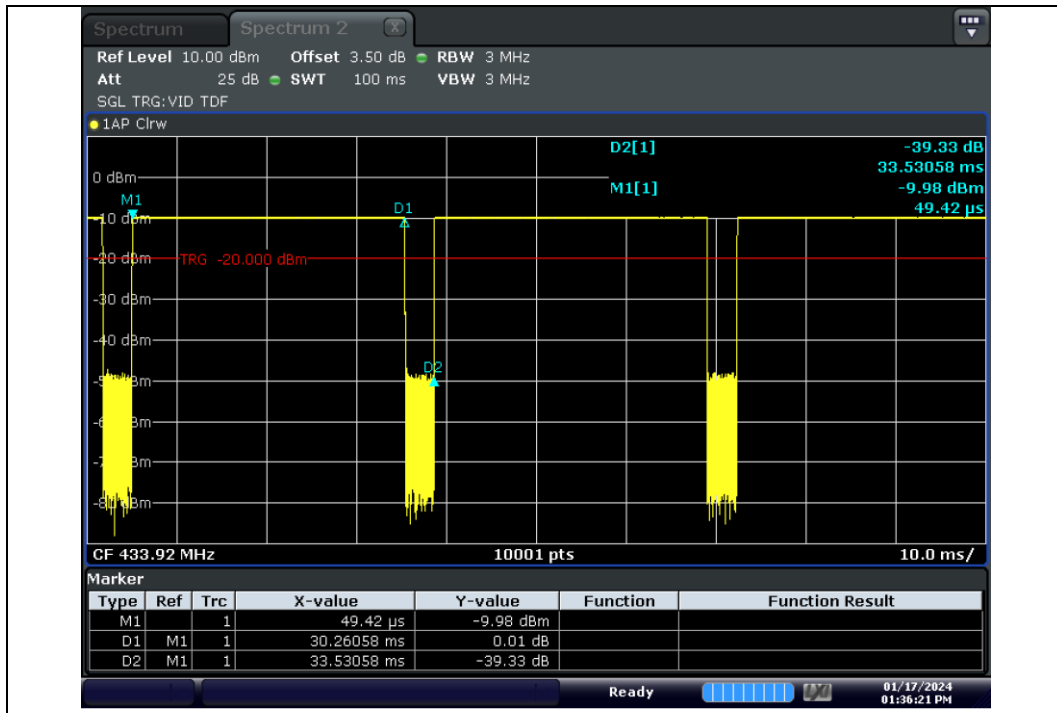 Spectrum Spectrum 2 X
Ref Level 10.00 dBm Offset 3.50 dB RBW 3 MHz
Att 25 dB SWT 100 ms VBW 3 MHz
SGL TRG:VID TDF
1AP Clrw
D2[1] -39.33 dB
33.53058 ms
0 dBm
M1[1] -9.98 dBm
49.42 µs
M1
D1
-10 dBm
-20 dBm TRG -20.000 dBm
-30 dBm
-40 dBm
D2
CF 433.92 MHz 10001 pts 10.0 ms/
Marker
Type Ref Trc X-value Y-value Function Function Result
M1 1 49.42 µs -9.98 dBm
D1 M1 1 30.26058 ms 0.01 dB
D2 M1 1 33.53058 ms -39.33 dB
Ready 01/17/2024
01:36:21 PM